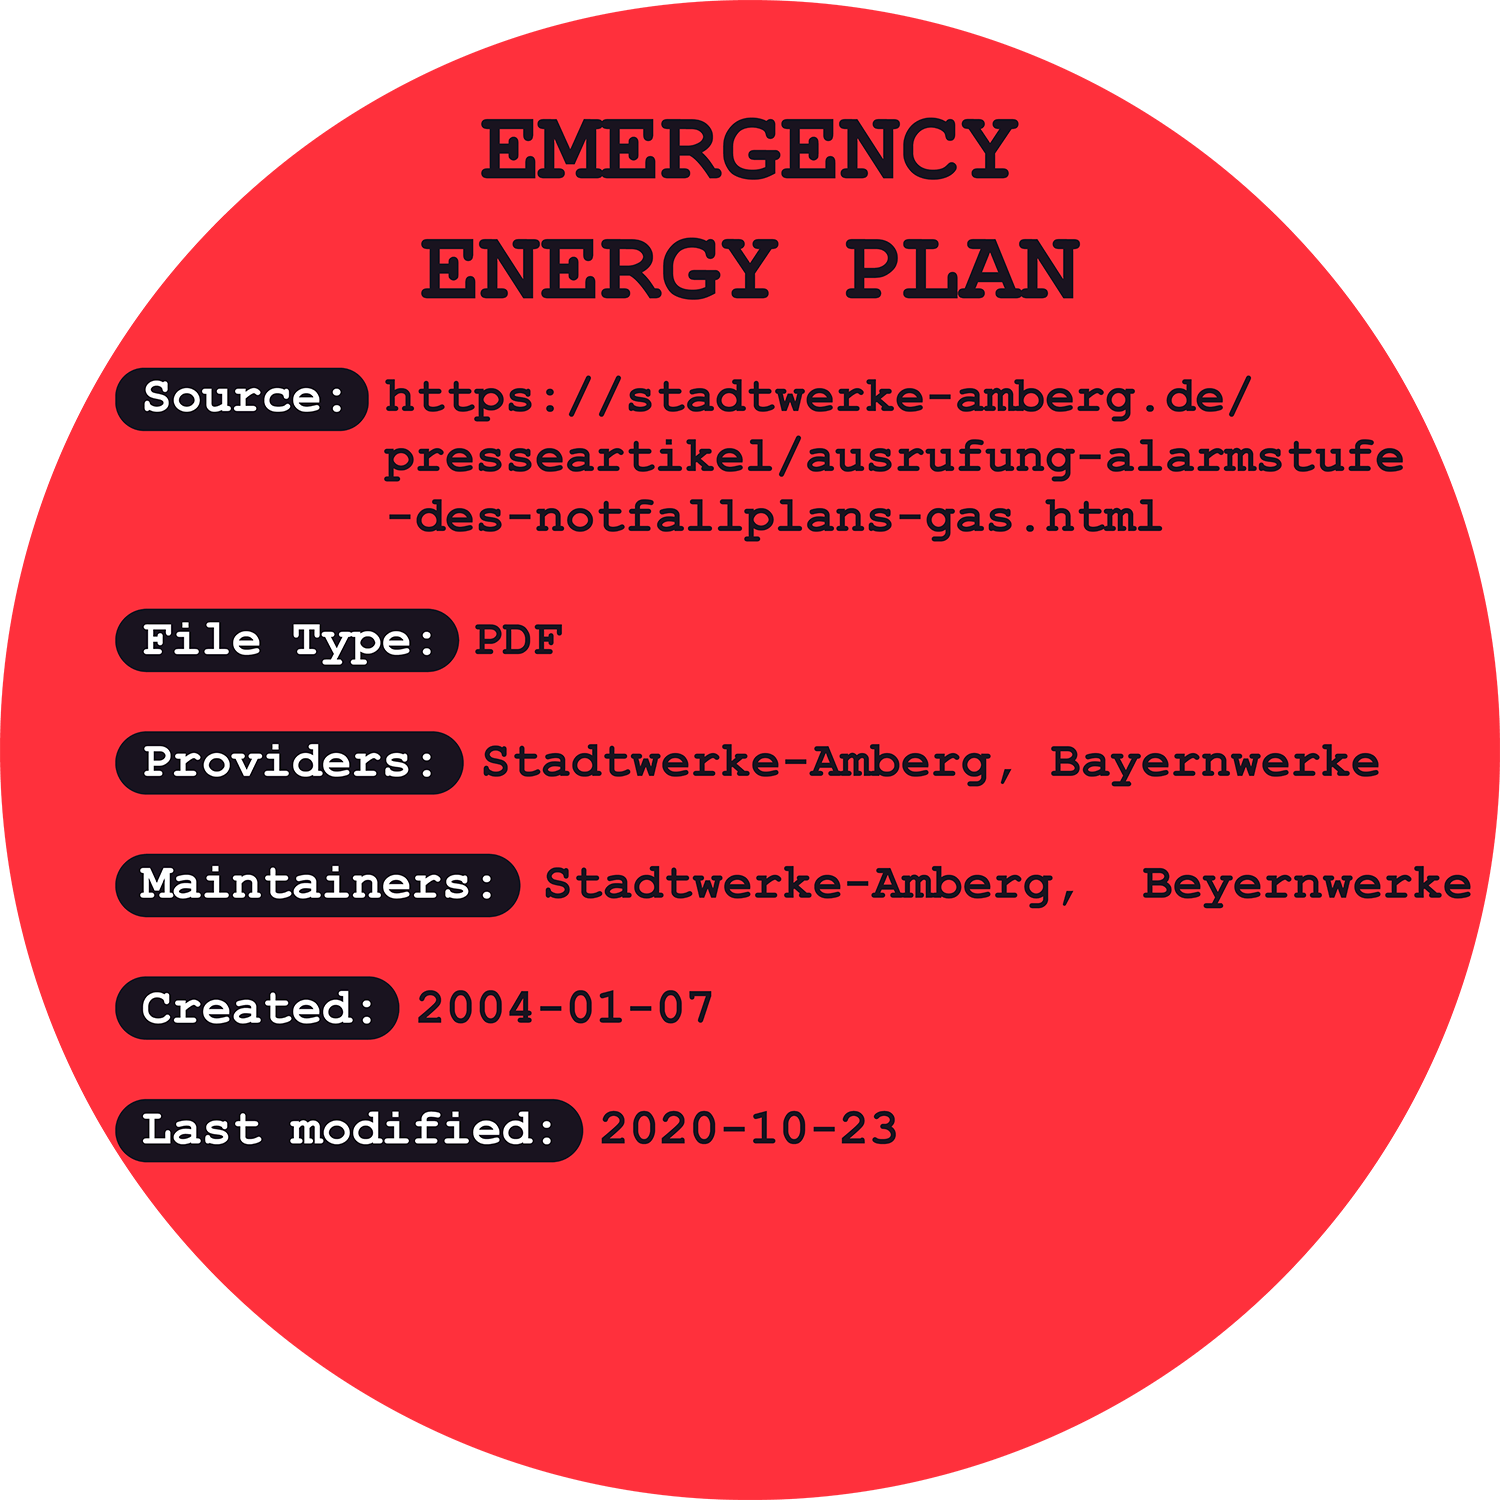 EMERGENCY
ENERGY PLAN
Source: https://stadtwerke-amberg.de/
presseartikel/ausrufung-alarmstufe
-des-notfallplans-gas.html
File Type: PDF
Providers: Stadtwerke-Amberg, Bayernwerke
Maintainers: Stadtwerke-Amberg, Beyernwerke
Created: 2004-01-07
Last modified: 2020-10-23